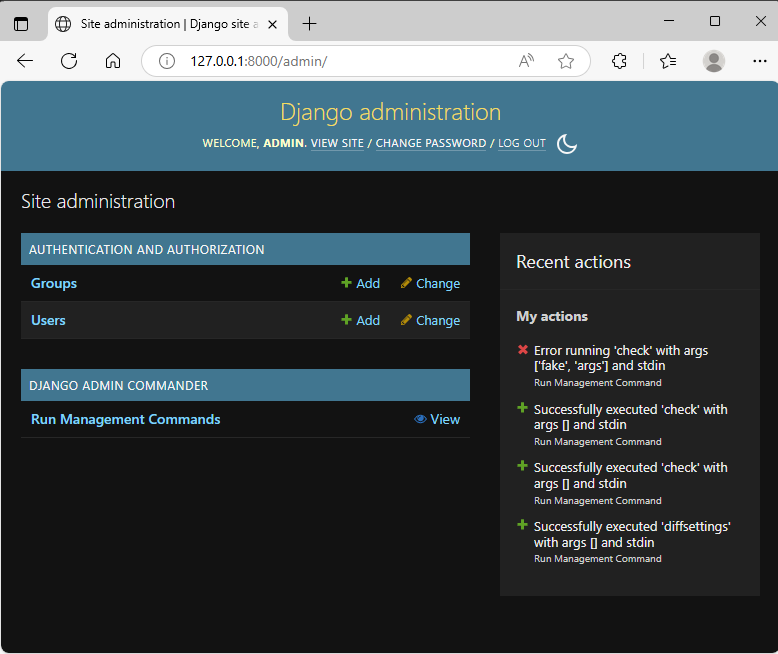 Site administration | Django site a
127.0.0.1:8000/admin/
Django administration
WELCOME, ADMIN. VIEW SITE / CHANGE PASSWORD / LOG OUT
Site administration
AUTHENTICATION AND AUTHORIZATION
Groups Add Change
Users Add Change
DJANGO ADMIN COMMANDER
Run Management Commands View
Recent actions
My actions
Error running 'check' with args
['fake', 'args'] and stdin
Run Management Command
Successfully executed 'check' with
args [] and stdin
Run Management Command
Successfully executed 'check' with
args [] and stdin
Run Management Command
Successfully executed 'diffsettings'
with args [] and stdin
Run Management Command